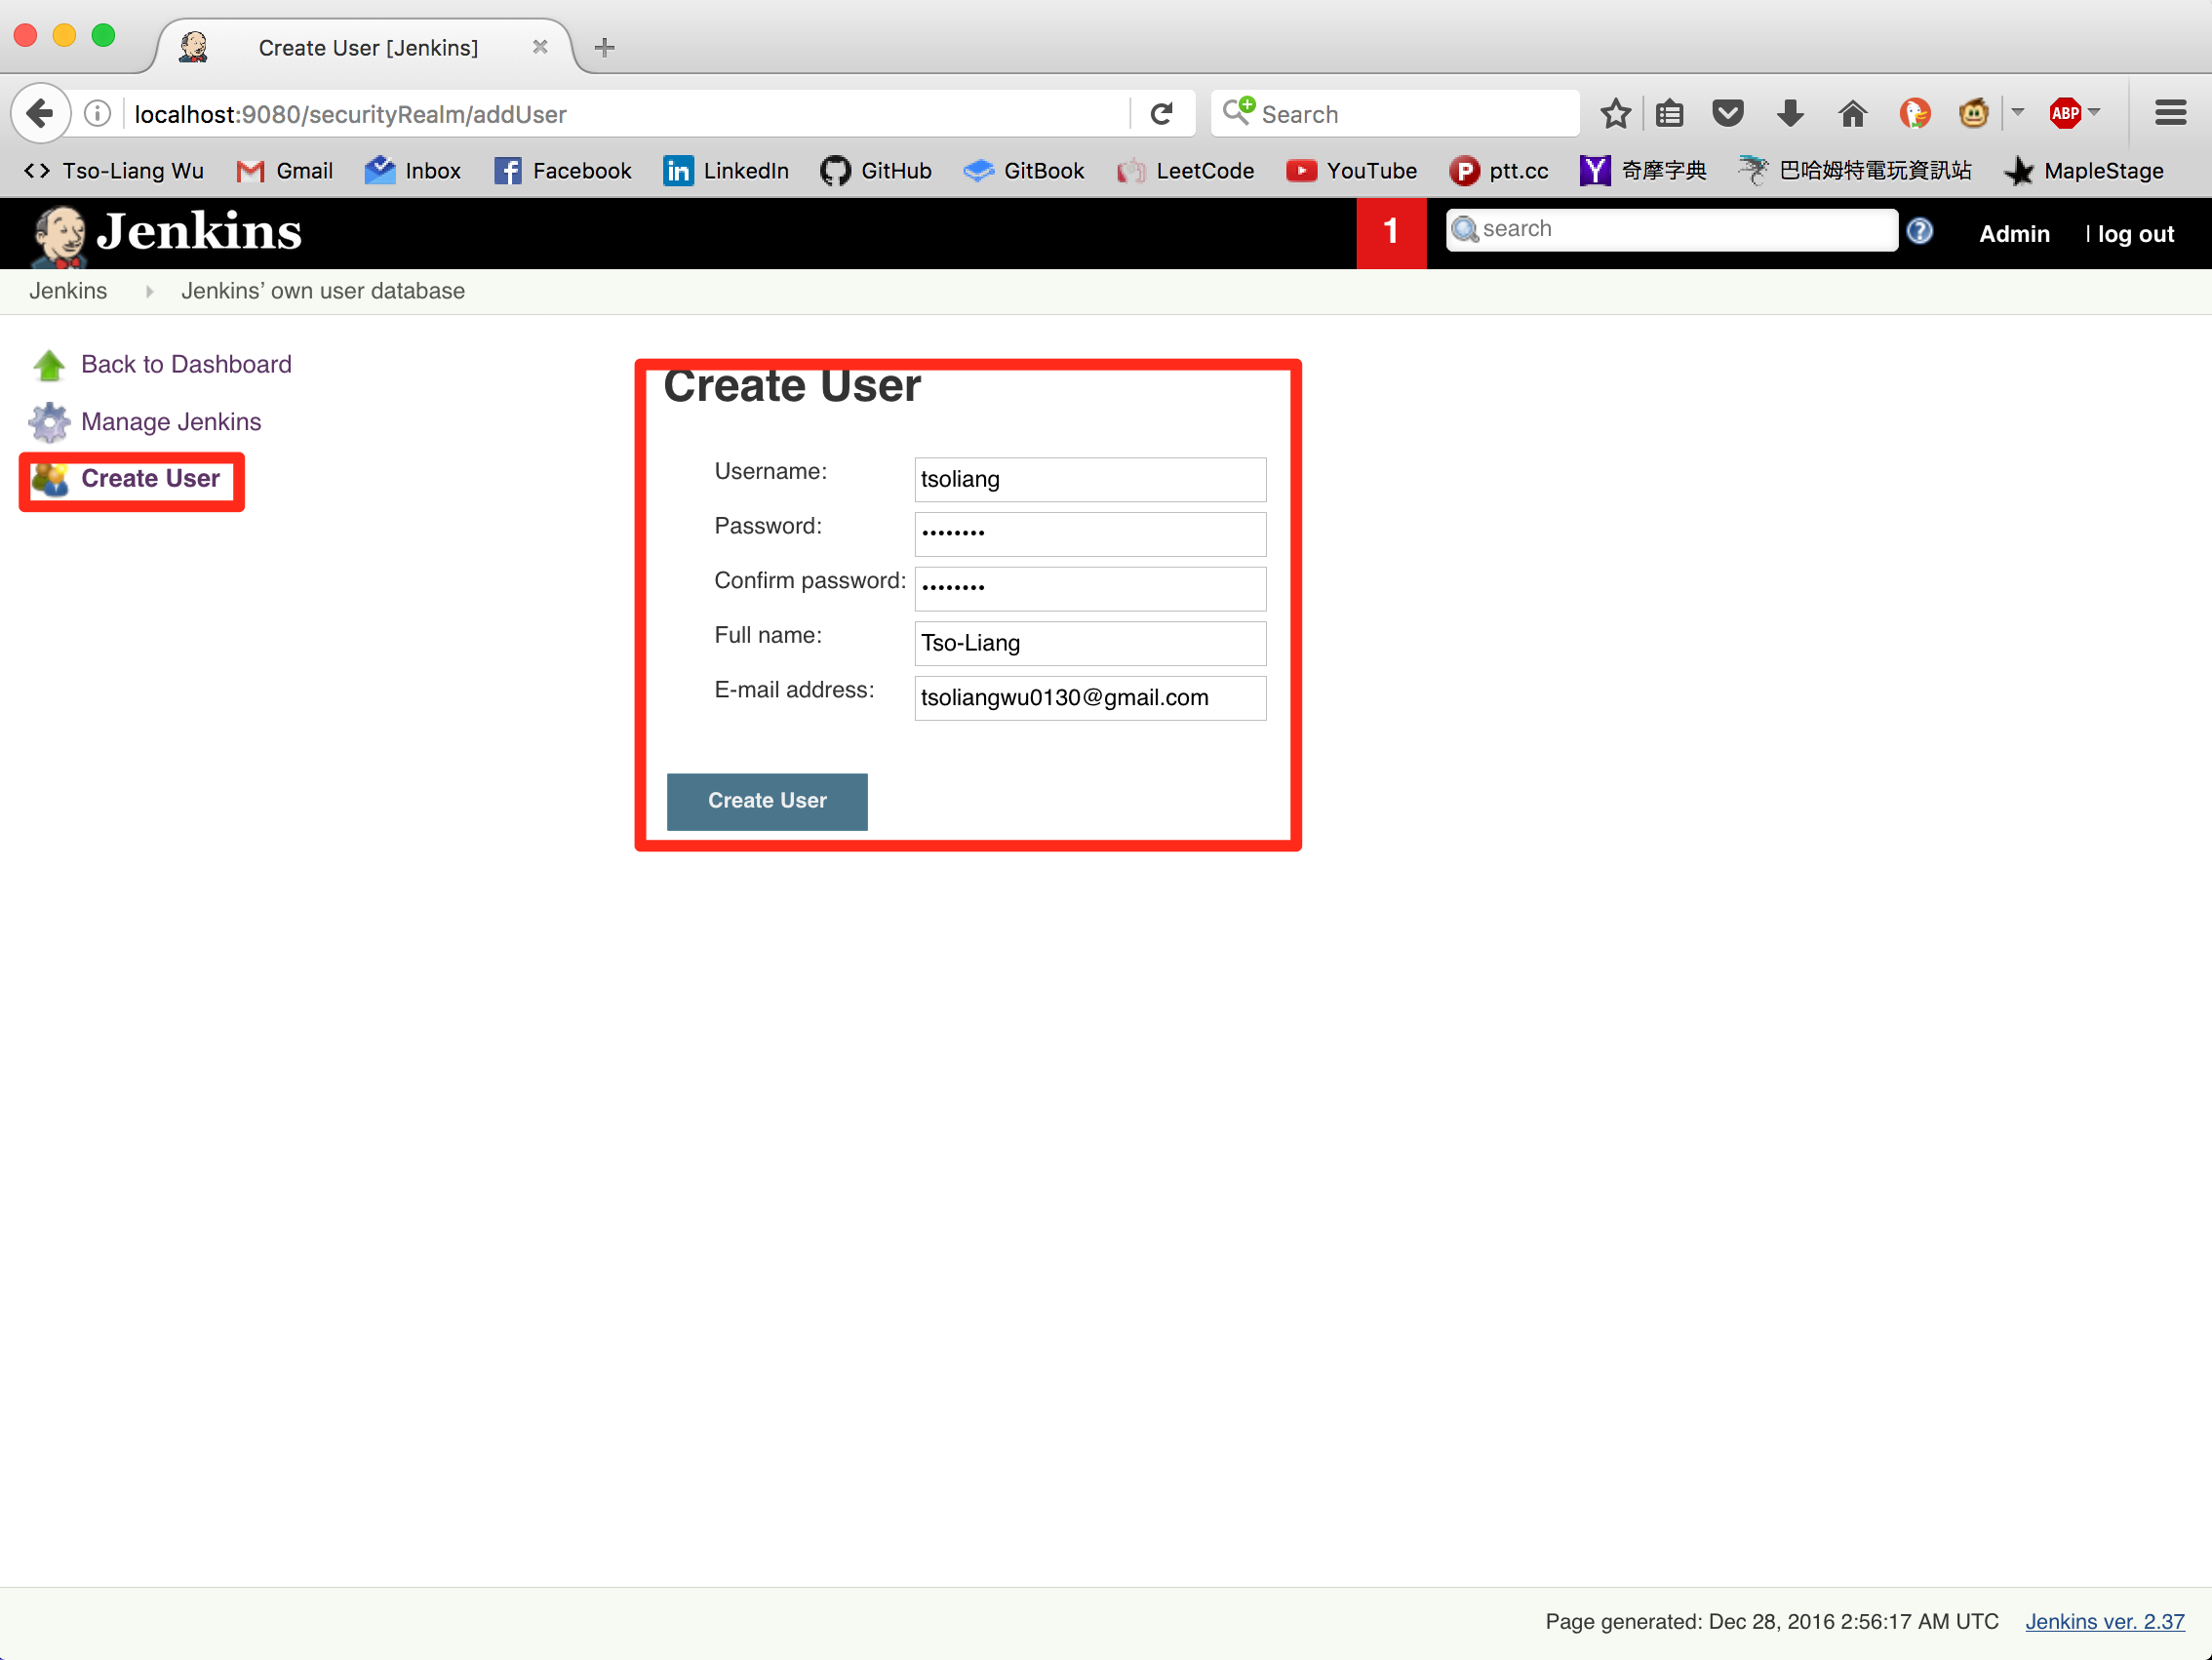 Create User [Jenkins]
localhost:9080/securityRealm/addUser
Search
ABP
Tso-Liang Wu Gmail Inbox Facebook LinkedIn GitHub GitBook LeetCode YouTube ptt.cc 奇摩字典 巴哈姆特電玩資訊站 MapleStage
Jenkins
1
search
Admin | log out
Jenkins Jenkins’ own user database
Back to Dashboard
Manage Jenkins
Create User
Create User
Username: tsoliang
Password: ••••••••
Confirm password: ••••••••
Full name: Tso-Liang
E-mail address: tsoliangwu0130@gmail.com
Create User
Page generated: Dec 28, 2016 2:56:17 AM UTC Jenkins ver. 2.37